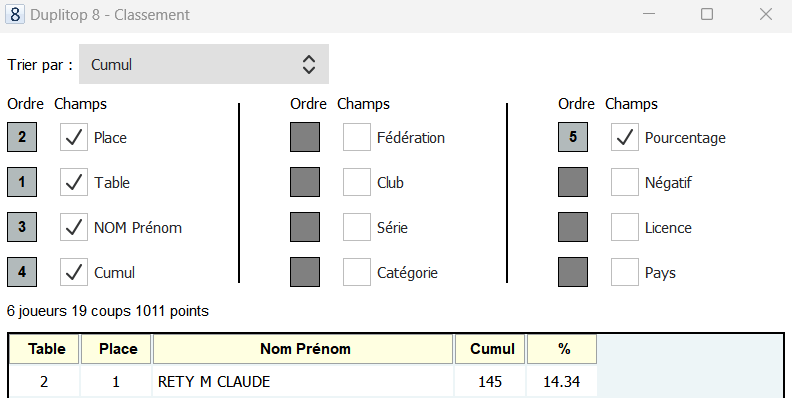 8 Duplitop 8 - Classement
Trier par : Cumul
Ordre Champs Ordre Champs Ordre Champs
2 Place Fédération 5 Pourcentage
1 Table Club Négatif
3 NOM Prénom Série Licence
4 Cumul Catégorie Pays
6 joueurs 19 coups 1011 points
Table Place Nom Prénom Cumul %
2 1 RETY M CLAUDE 145 14.34